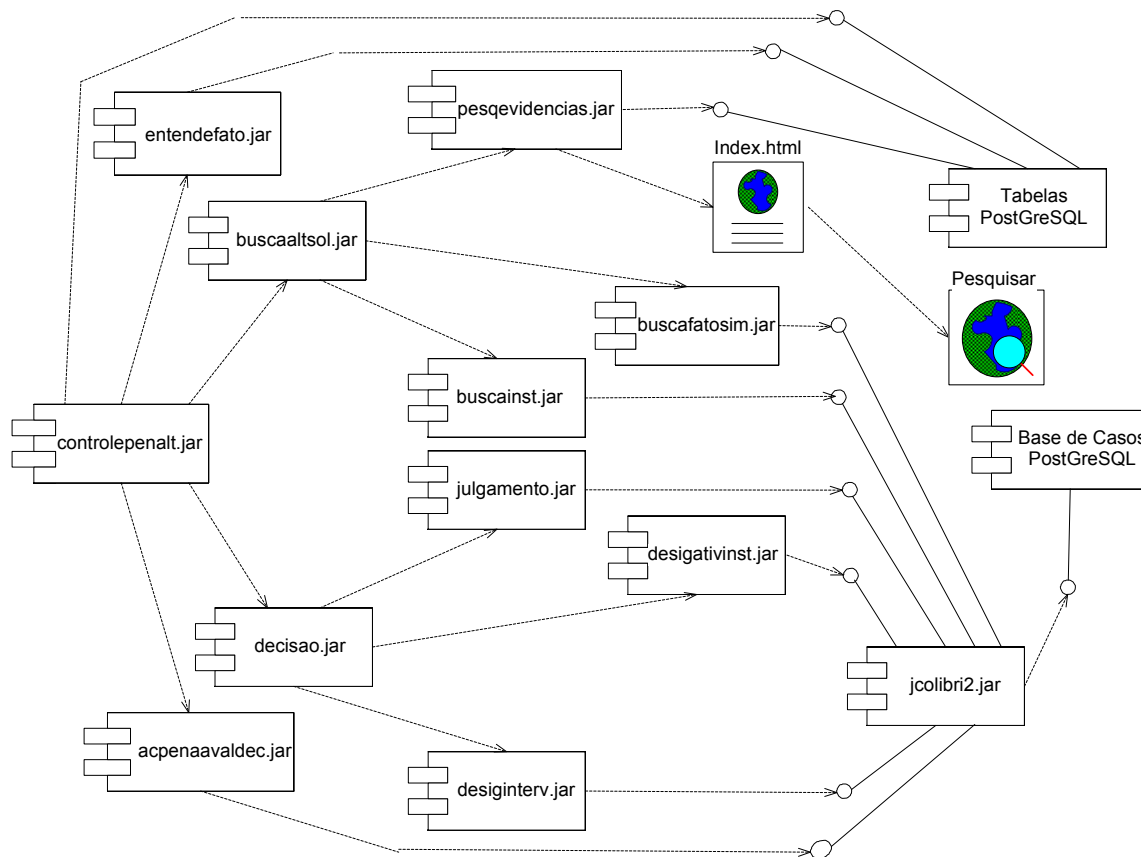 entendefato.jar
pesqevidencias.jar
Index.html
Tabelas
PostGreSQL
buscaaltsol.jar
Pesquisar
buscafatosim.jar
buscainst.jar
controlepenalt.jar
Base de Casos
PostGreSQL
julgamento.jar
desigativinst.jar
decisao.jar
jcolibri2.jar
acpenaavaldec.jar
desiginterv.jar